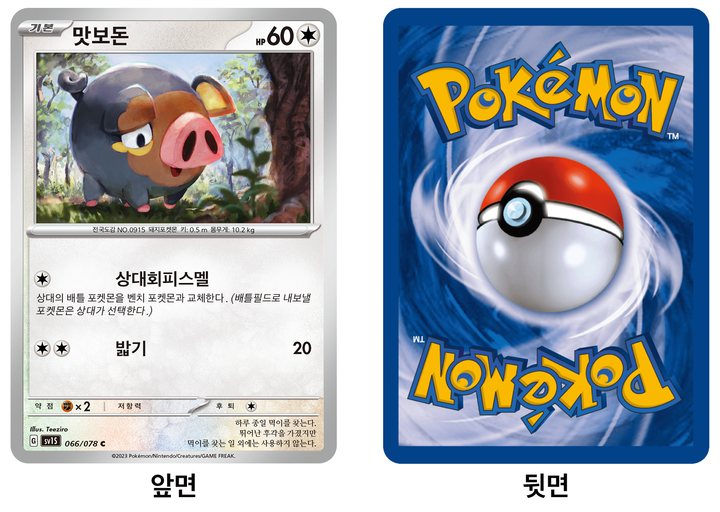 기본 맛보돈 HP 60
전국도감 NO.0915 돼지포켓몬 키: 0.5 m 몸무게: 10.2 kg
상대회피스멜
상대의 배틀 포켓몬을 벤치 포켓몬과 교체한다. (배틀필드로 내보낼
포켓몬은 상대가 선택한다.)
밟기 20
약점 ×2 저항력 후퇴
하루 종일 먹이를 찾는다.
뛰어난 후각을 가졌지만
먹이를 찾는 일 외에는 사용하지 않는다.
Illus. Teeziro
G sv1S 066/078 C
©2023 Pokémon/Nintendo/Creatures/GAME FREAK.
앞면
POKéMON TM
POKéMON TM
뒷면